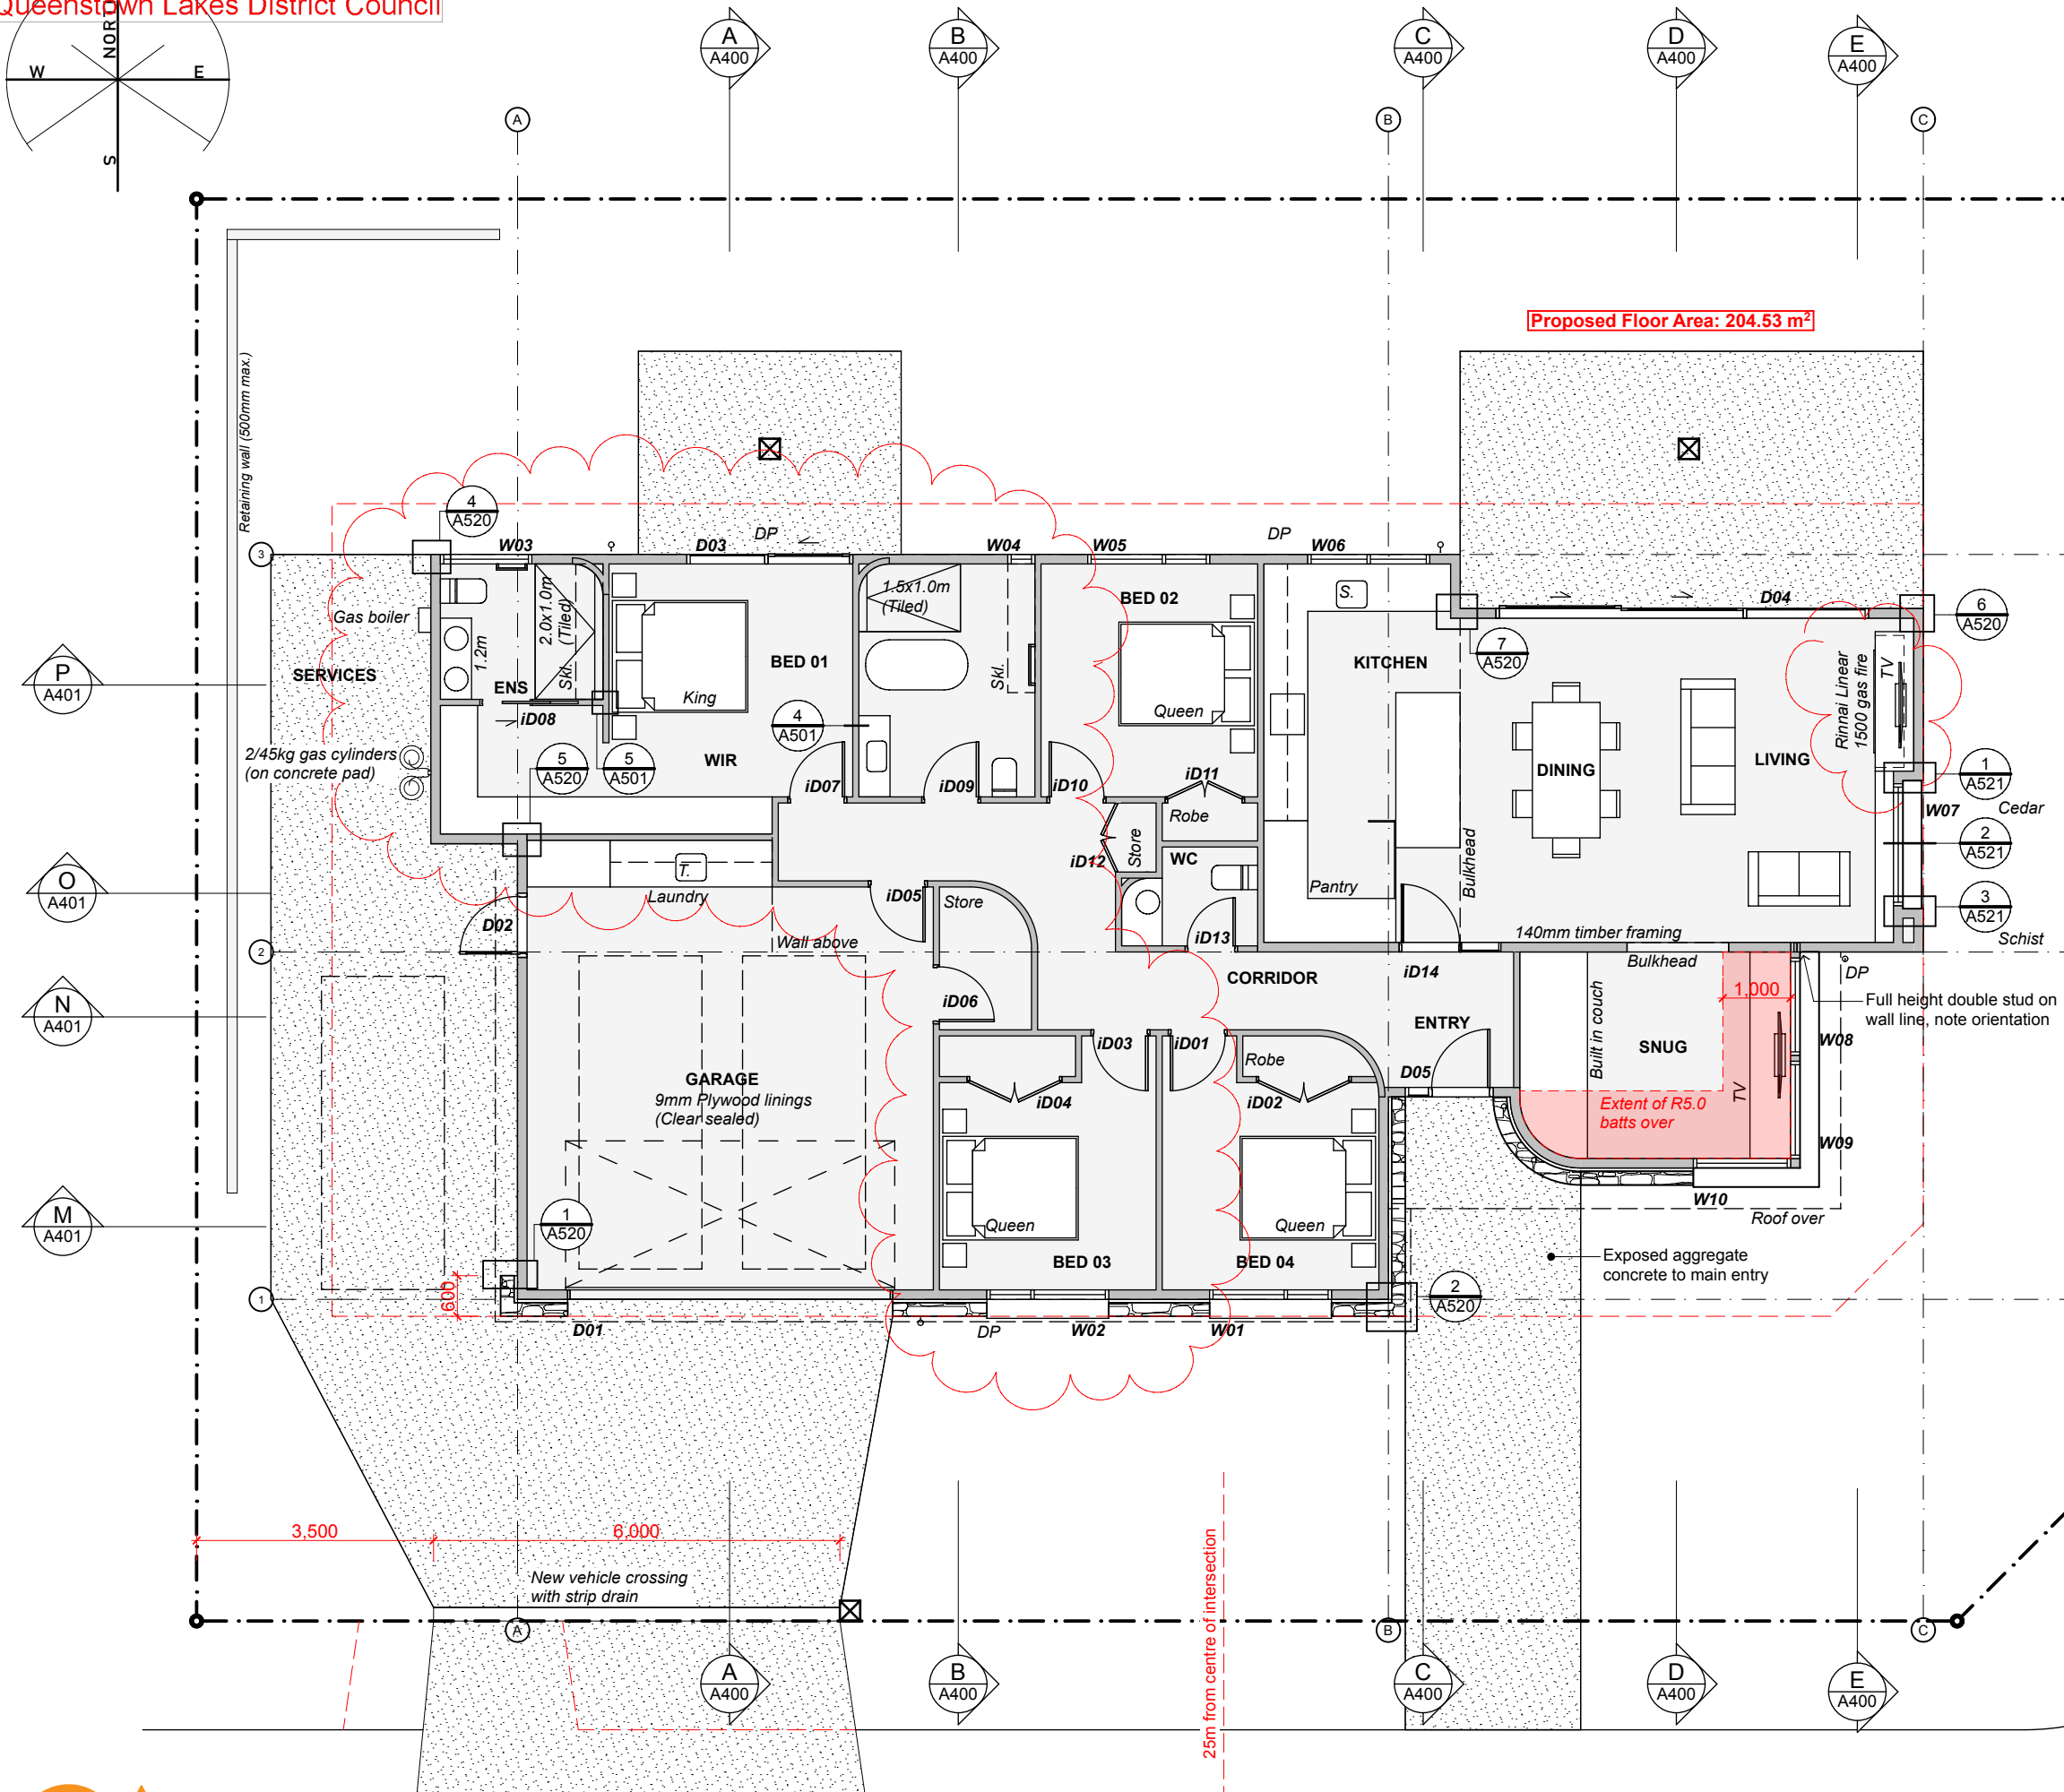 Queenstown Lakes District Council
NORTH
W
E
S
A
A400
B
A400
C
A400
D
A400
E
A400
A
B
C
Proposed Floor Area: 204.53 m²
Retaining wall (500mm max.)
4
A520
W03
D03
DP
W04
W05
DP
W06
3
2.0x1.0m
(Tiled)
Skl.
1.5x1.0m
(Tiled)
BED 02
S.
D04
6
A520
Gas boiler
1.2m
BED 01
Skl.
KITCHEN
7
A520
Rinnai Linear
1500 gas fire
TV
P
A401
SERVICES
ENS
King
Queen
iD08
4
A501
2/45kg gas cylinders
(on concrete pad)
5
A520
5
A501
WIR
DINING
LIVING
iD07
iD09
iD10
iD11
1
A521
Cedar
W07
Robe
2
A521
iD12
Store
WC
Bulkhead
O
A401
T.
Laundry
iD05
Store
Pantry
3
A521
Schist
D02
Wall above
iD13
140mm timber framing
2
CORRIDOR
iD14
Bulkhead
DP
N
A401
iD06
1,000
Full height double stud on
wall line, note orientation
ENTRY
Built in couch
SNUG
W08
iD03
iD01
Robe
D05
GARAGE
9mm Plywood linings
(Clear sealed)
iD04
iD02
Extent of R5.0
batts over
TV
W09
M
A401
1
A520
Queen
Queen
W10
Roof over
BED 03
BED 04
Exposed aggregate
concrete to main entry
600
1
2
A520
D01
DP
W02
W01
3,500
6,000
New vehicle crossing
with strip drain
25m from centre of intersection
A
B
C
A
A400
B
A400
C
A400
D
A400
E
A400